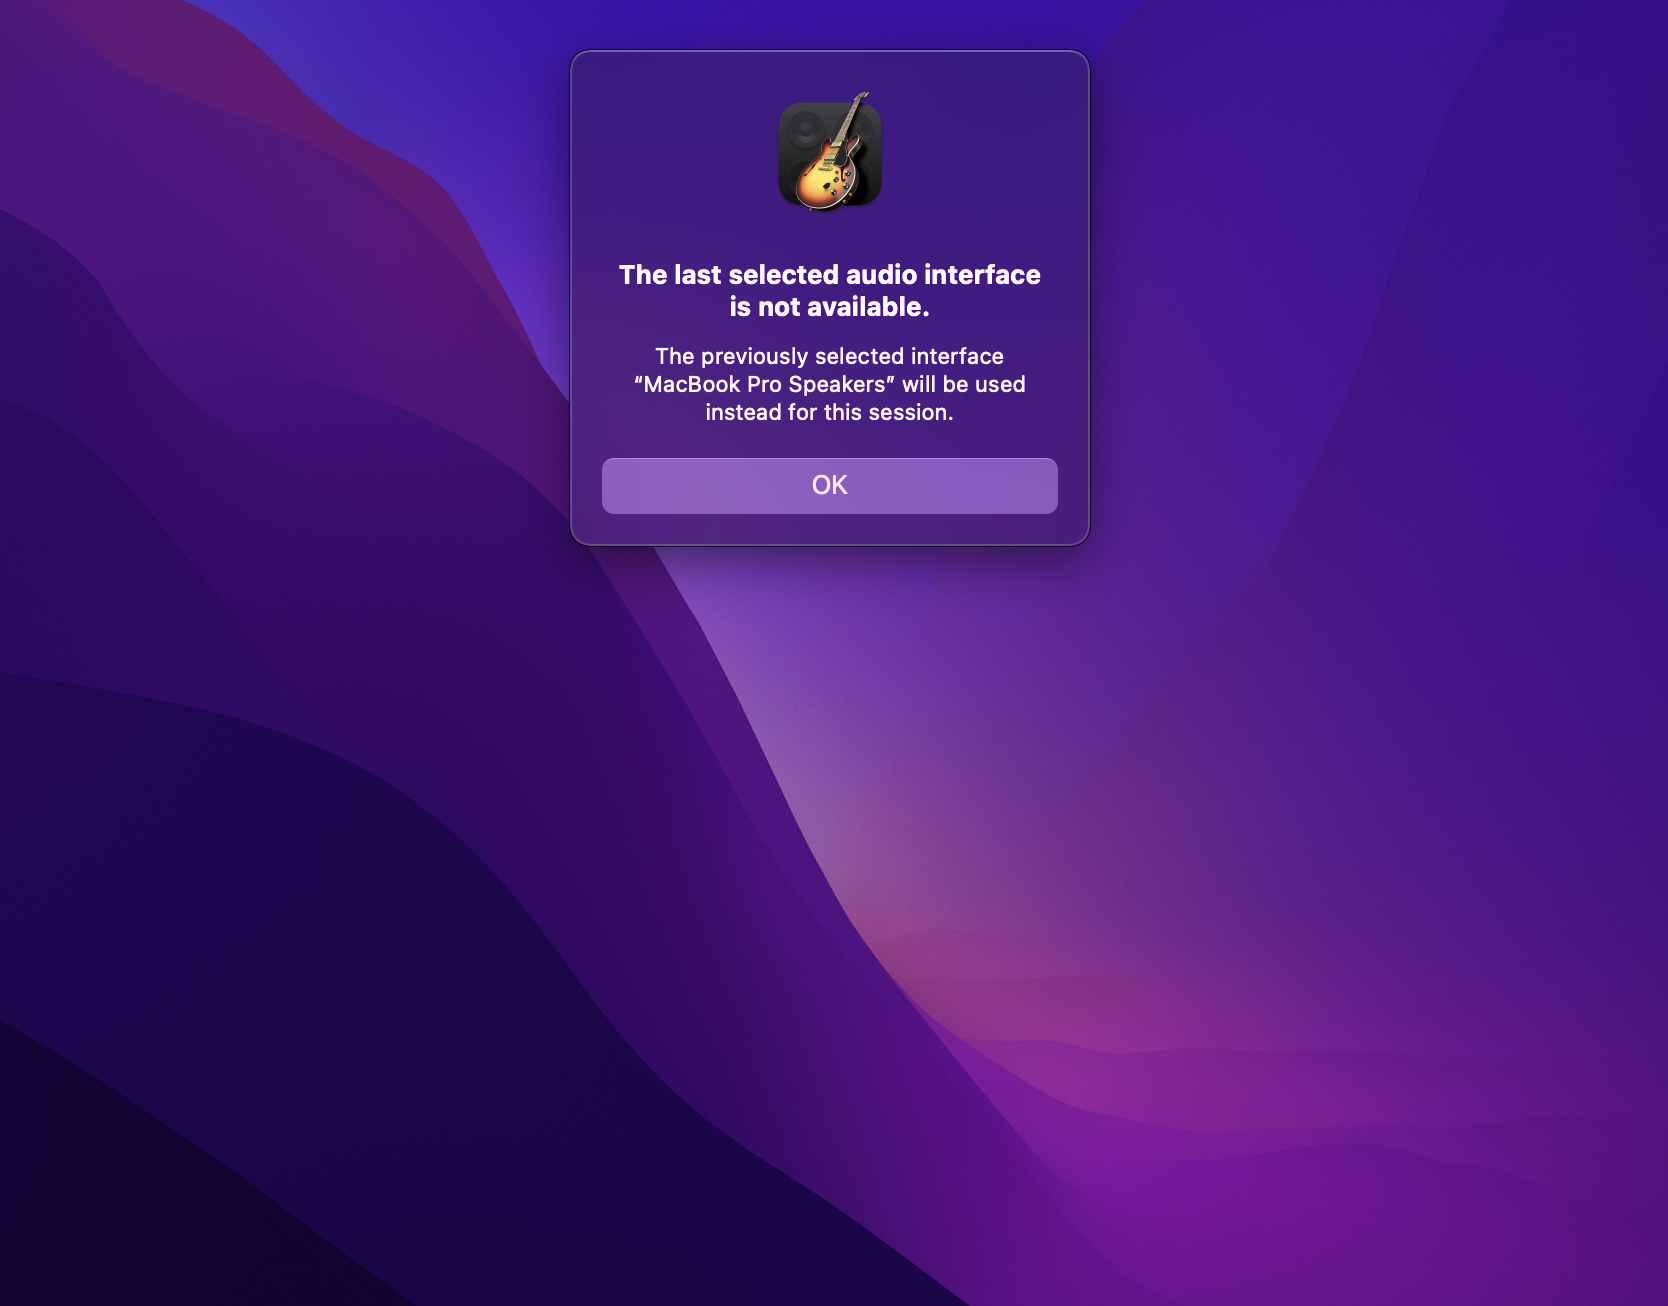 The last selected audio interface
is not available.
The previously selected interface
“MacBook Pro Speakers” will be used
instead for this session.
OK